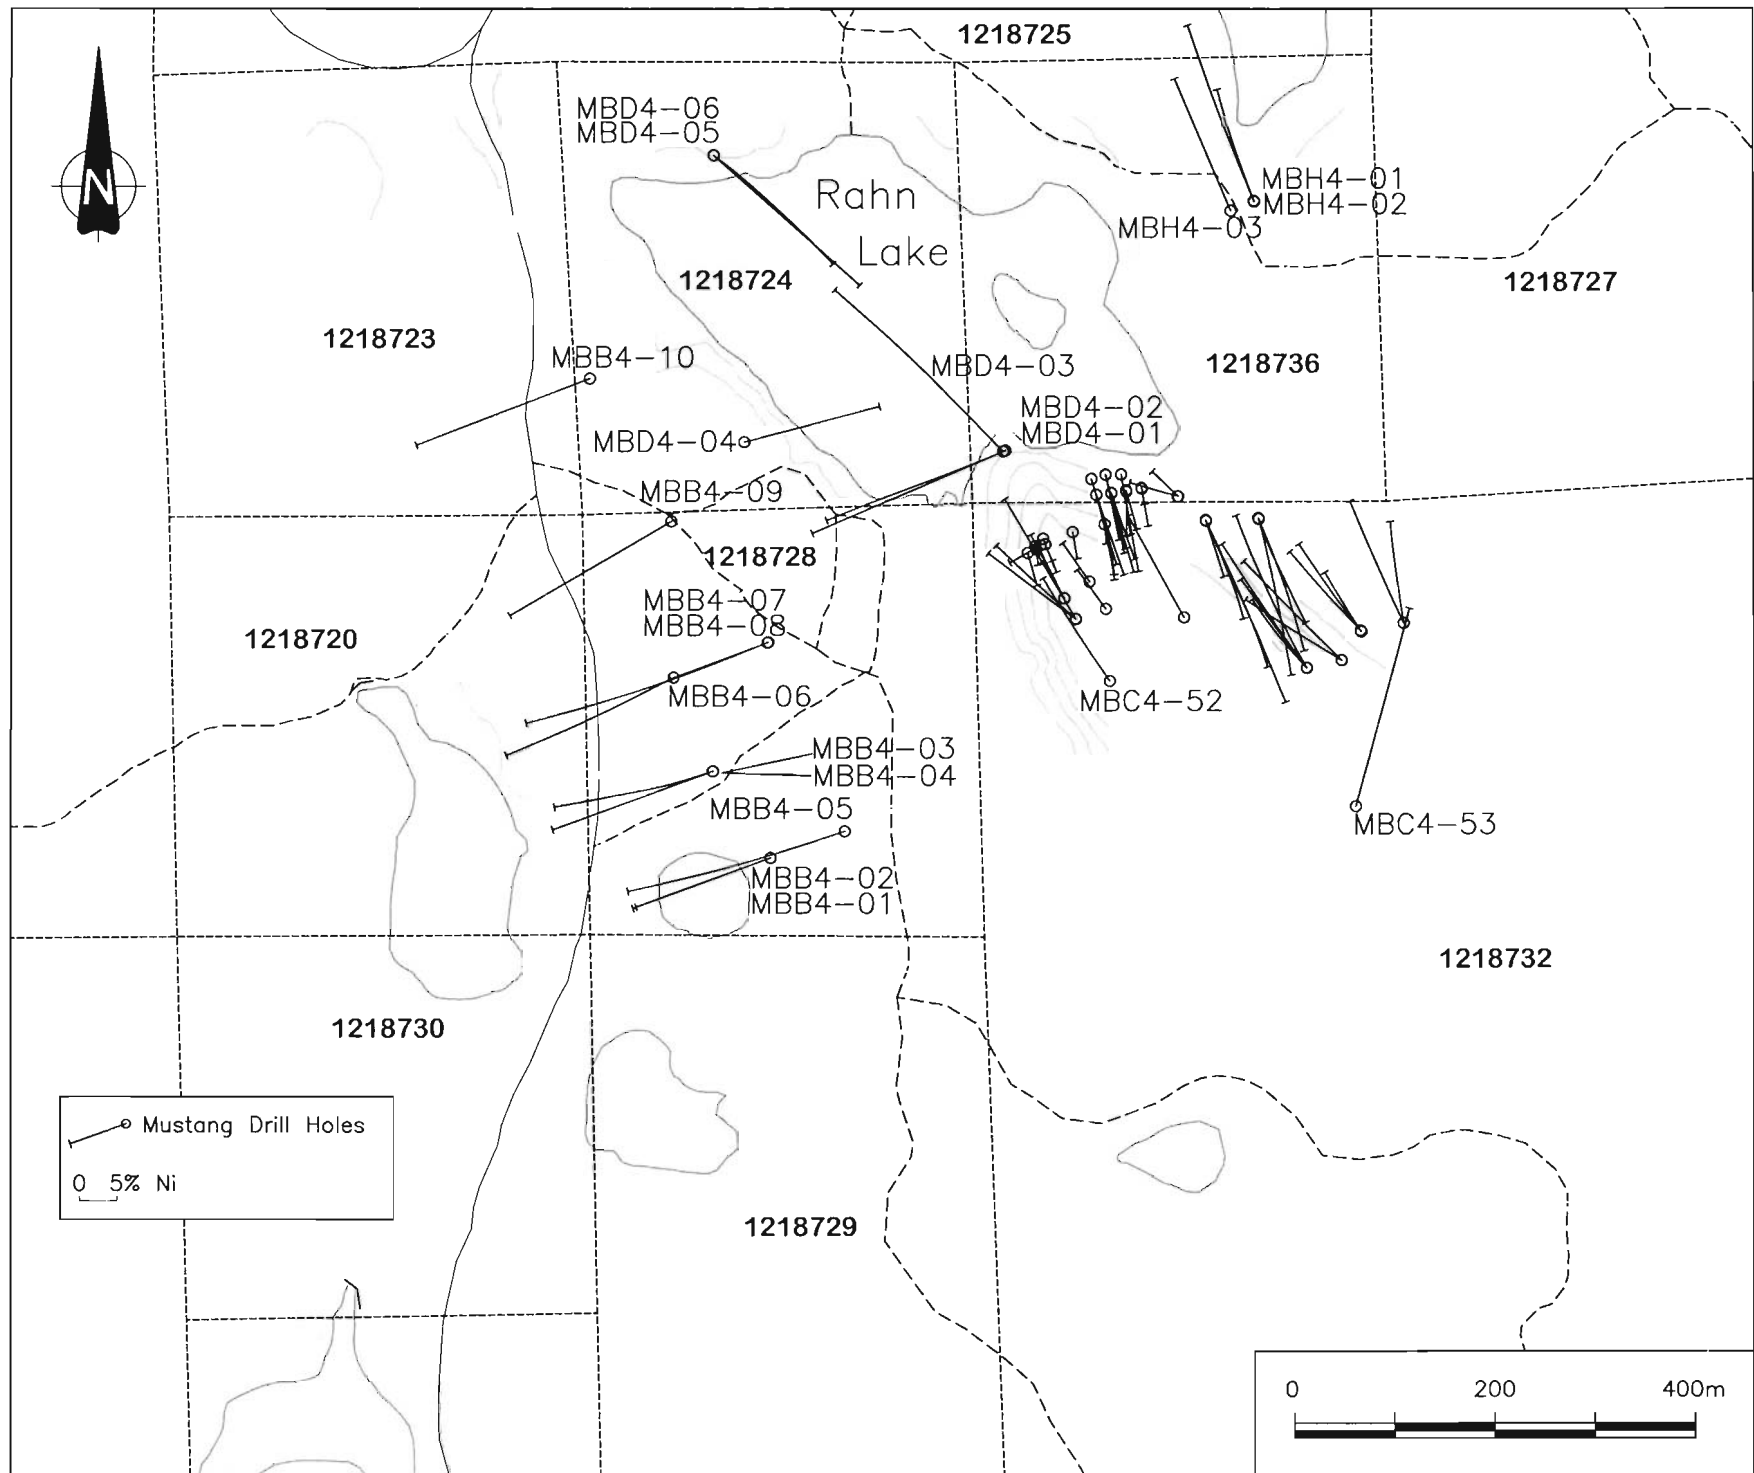 1218725
MBD4-06
MBD4-05
N
Rahn
Lake
MBH4-01
MBH4-02
MBH4-03
1218724
1218727
1218723
MBB4-10
MBD4-03
1218736
MBD4-02
MBD4-01
MBD4-04
MBB4-09
1218728
MBB4-07
MBB4-08
1218720
MBB4-06
MBC4-52
MBB4-03
MBB4-04
MBB4-05
MBC4-53
MBB4-02
MBB4-01
1218732
1218730
Mustang Drill Holes
0 5% Ni
1218729
0 200 400m